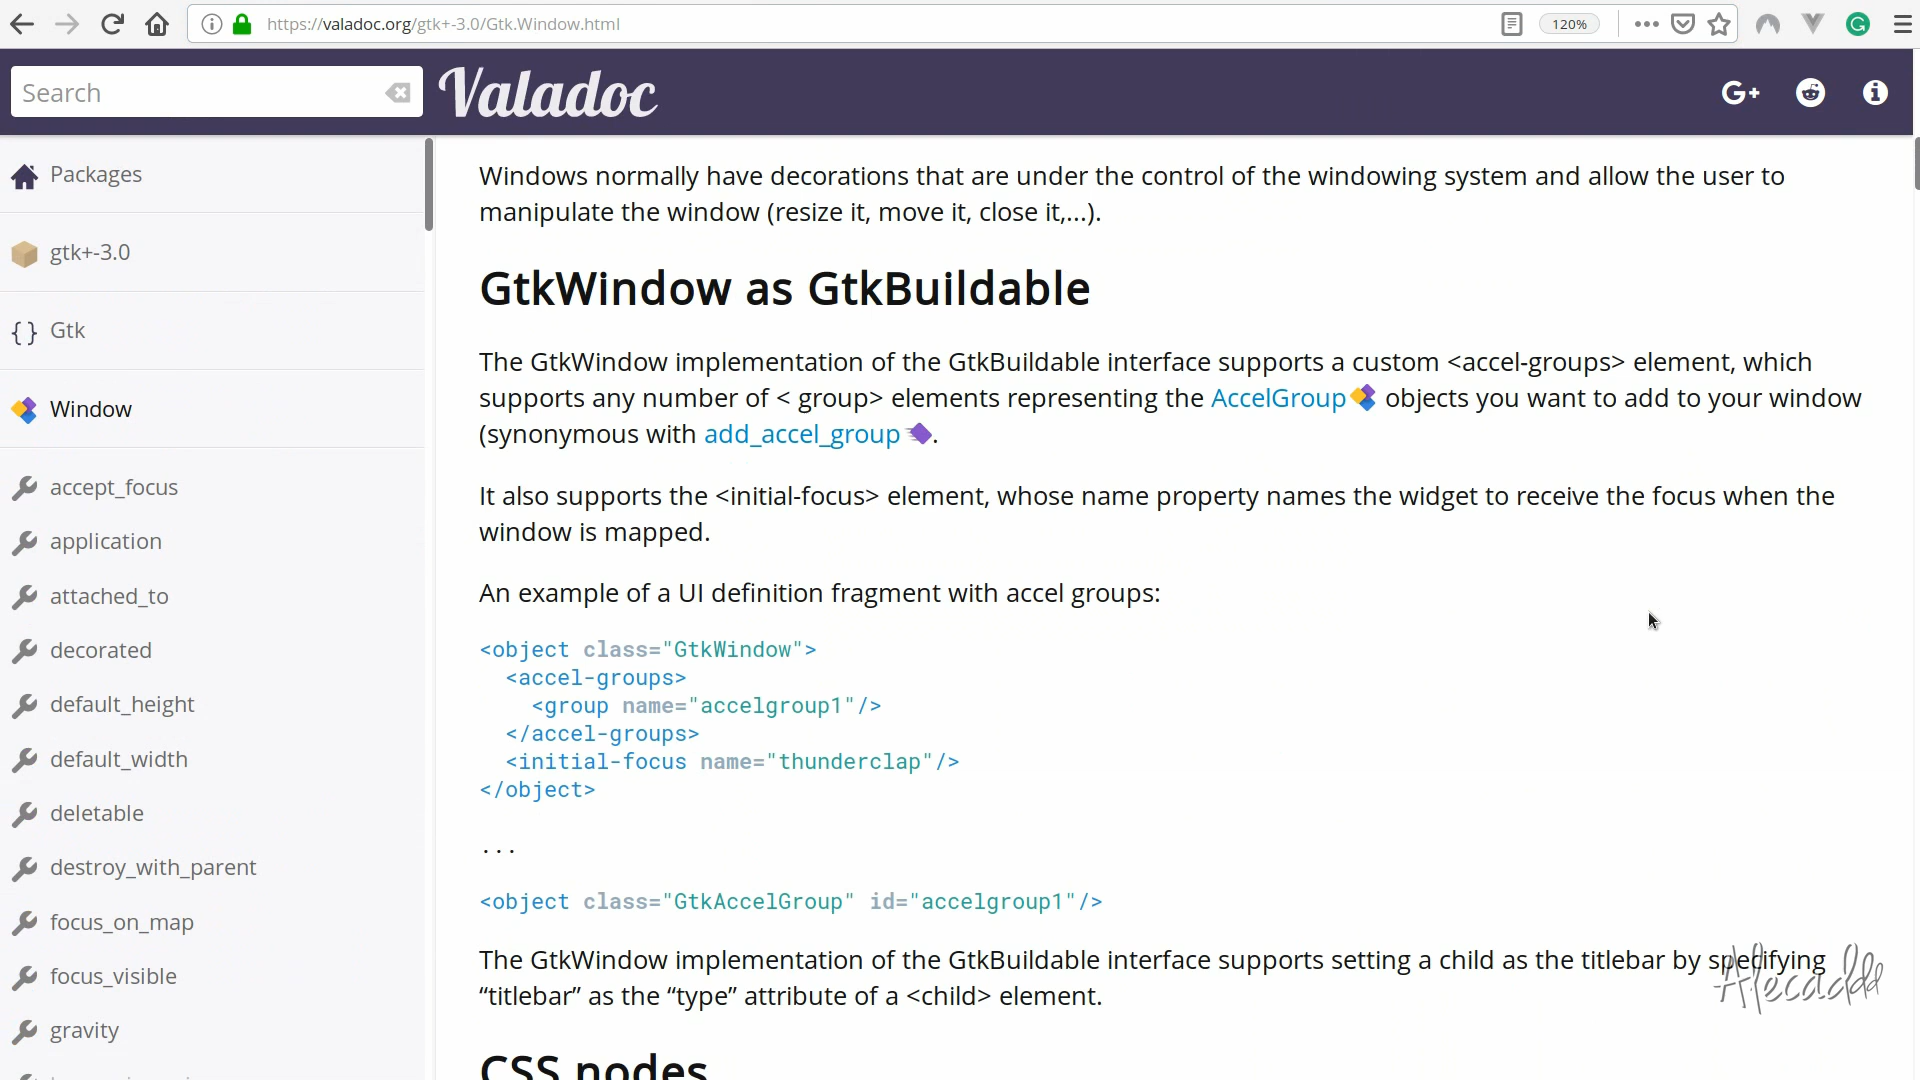 https://valadoc.org/gtk+-3.0/Gtk.Window.html
120%
Search
Valadoc
G+
Packages
gtk+-3.0
{ } Gtk
Window
accept_focus
application
attached_to
decorated
default_height
default_width
deletable
destroy_with_parent
focus_on_map
focus_visible
gravity
Windows normally have decorations that are under the control of the windowing system and allow the user to
manipulate the window (resize it, move it, close it,...).
GtkWindow as GtkBuildable
The GtkWindow implementation of the GtkBuildable interface supports a custom <accel-groups> element, which
supports any number of < group> elements representing the AccelGroup objects you want to add to your window
(synonymous with add_accel_group .
It also supports the <initial-focus> element, whose name property names the widget to receive the focus when the
window is mapped.
An example of a UI definition fragment with accel groups:
<object class="GtkWindow">
<accel-groups>
<group name="accelgroup1"/>
</accel-groups>
<initial-focus name="thunderclap"/>
</object>
...
<object class="GtkAccelGroup" id="accelgroup1"/>
The GtkWindow implementation of the GtkBuildable interface supports setting a child as the titlebar by specifying
“titlebar” as the “type” attribute of a <child> element.
Alecaddd
CSS nodes